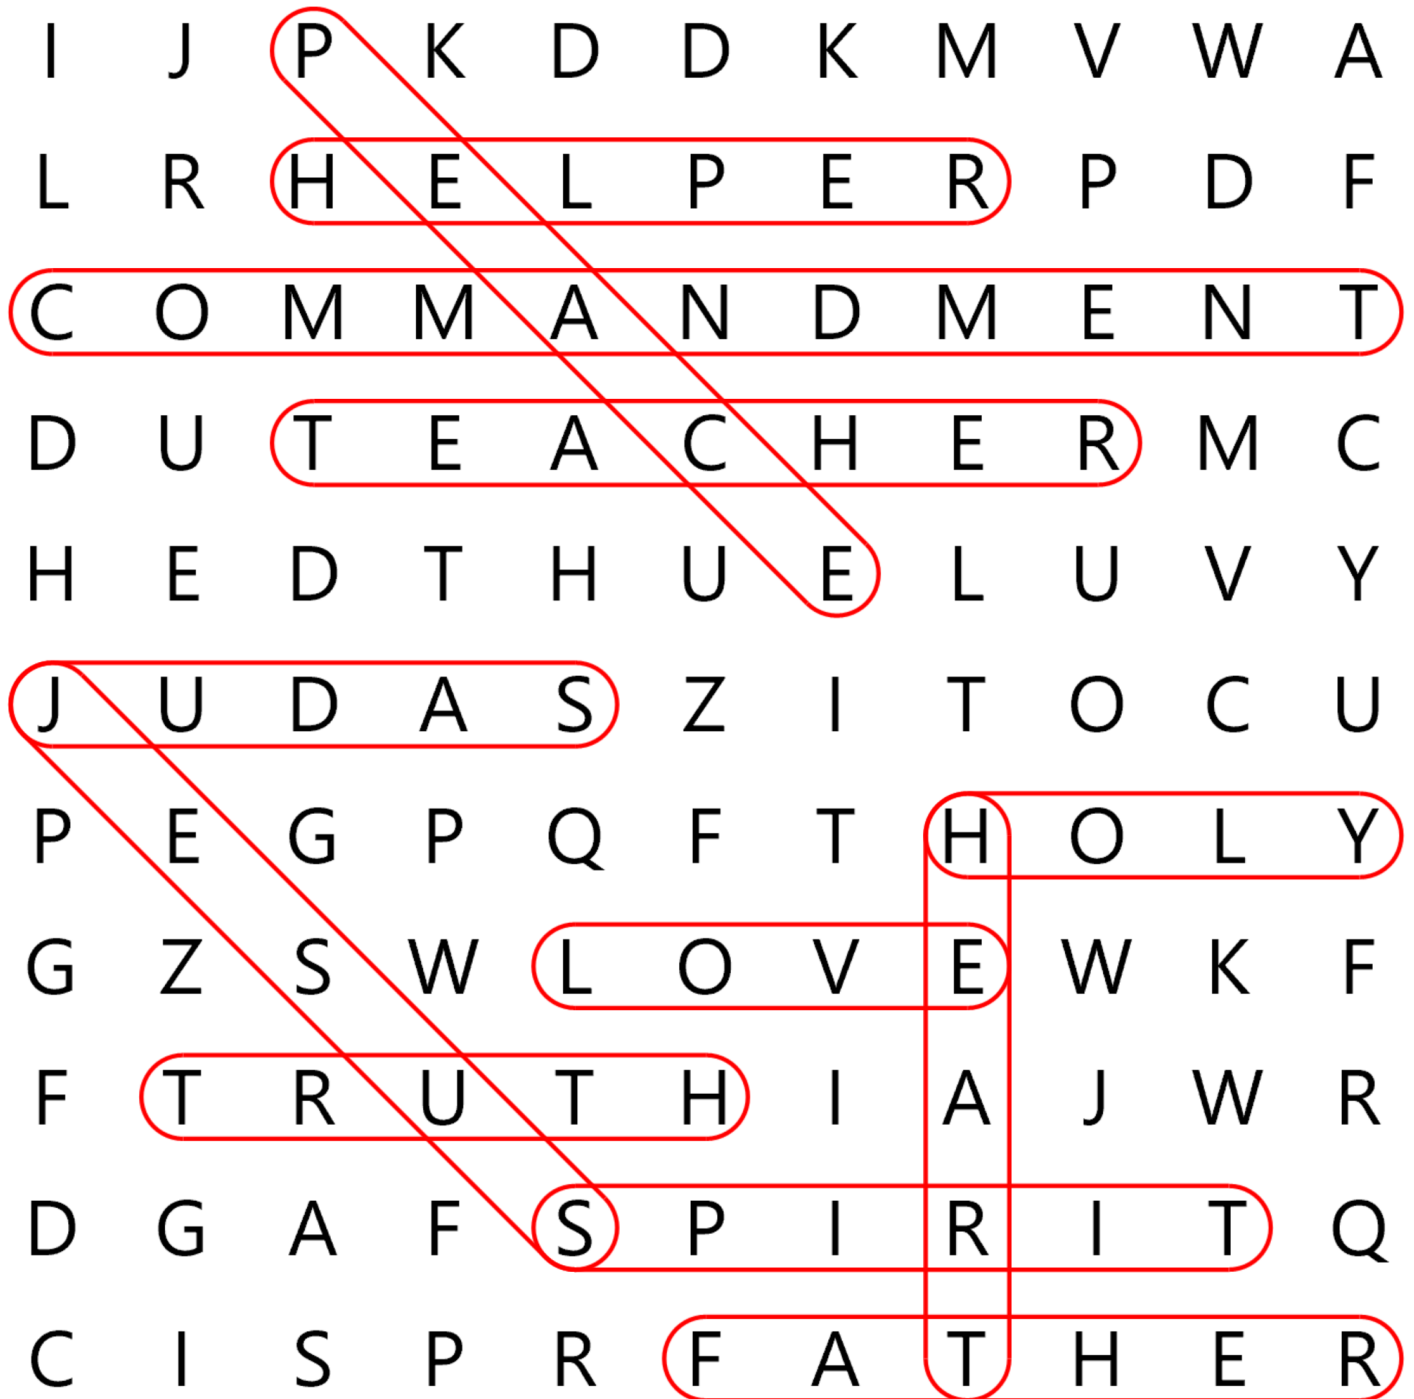 I J P K D D K M V W A
L R H E L P E R P D F
C O M M A N D M E N T
D U T E A C H E R M C
H E D T H U E L U V Y
J U D A S Z I T O C U
P E G P Q F T H O L Y
G Z S W L O V E W K F
F T R U T H I A J W R
D G A F S P I R I T Q
C I S P R F A T H E R